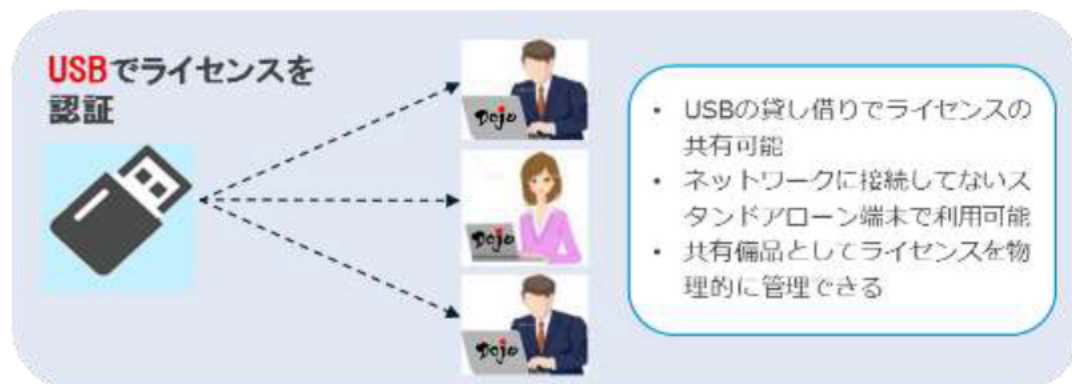 USBでライセンスを
認証
Dojo
Dojo
Dojo
• USBの貸し借りでライセンスの
共有可能
• ネットワークに接続してないス
タンドアローン端末で利用可能
• 共有備品としてライセンスを物
理的に管理できる